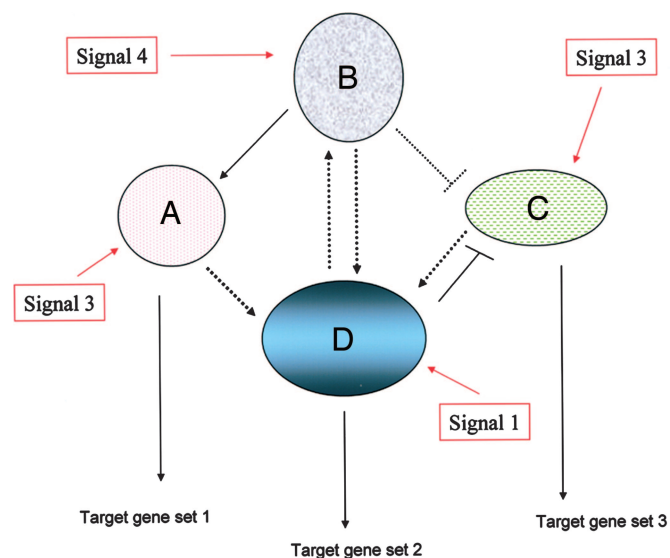 Signal 4
B
Signal 3
A
C
Signal 3
D
Signal 1
Target gene set 1
Target gene set 2
Target gene set 3